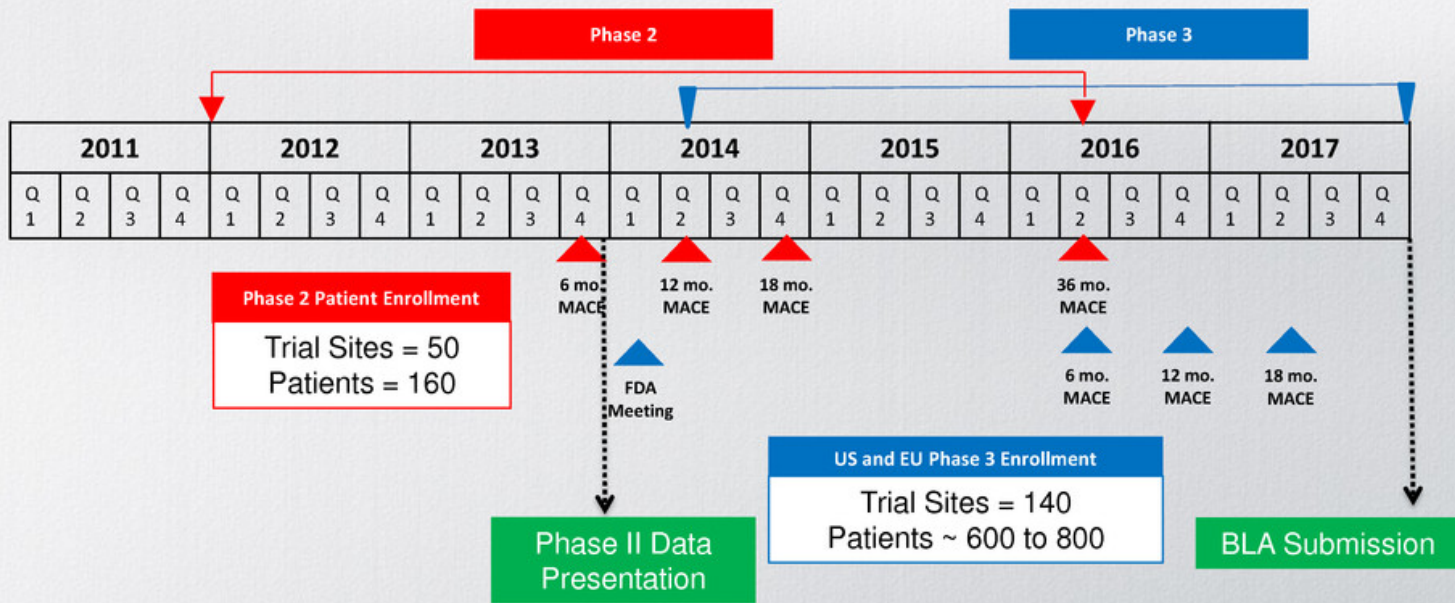 Phase 2
Phase 3
2011 2012 2013 2014 2015 2016 2017
Q Q Q Q Q Q Q Q Q Q Q Q Q Q Q Q Q Q Q Q Q Q Q Q Q Q Q Q
1 2 3 4 1 2 3 4 1 2 3 4 1 2 3 4 1 2 3 4 1 2 3 4 1 2 3 4
6 mo.
MACE
12 mo.
MACE
18 mo.
MACE
36 mo.
MACE
Phase 2 Patient Enrollment
Trial Sites = 50
Patients = 160
FDA
Meeting
6 mo.
MACE
12 mo.
MACE
18 mo.
MACE
US and EU Phase 3 Enrollment
Trial Sites = 140
Patients ~ 600 to 800
Phase II Data
Presentation
BLA Submission